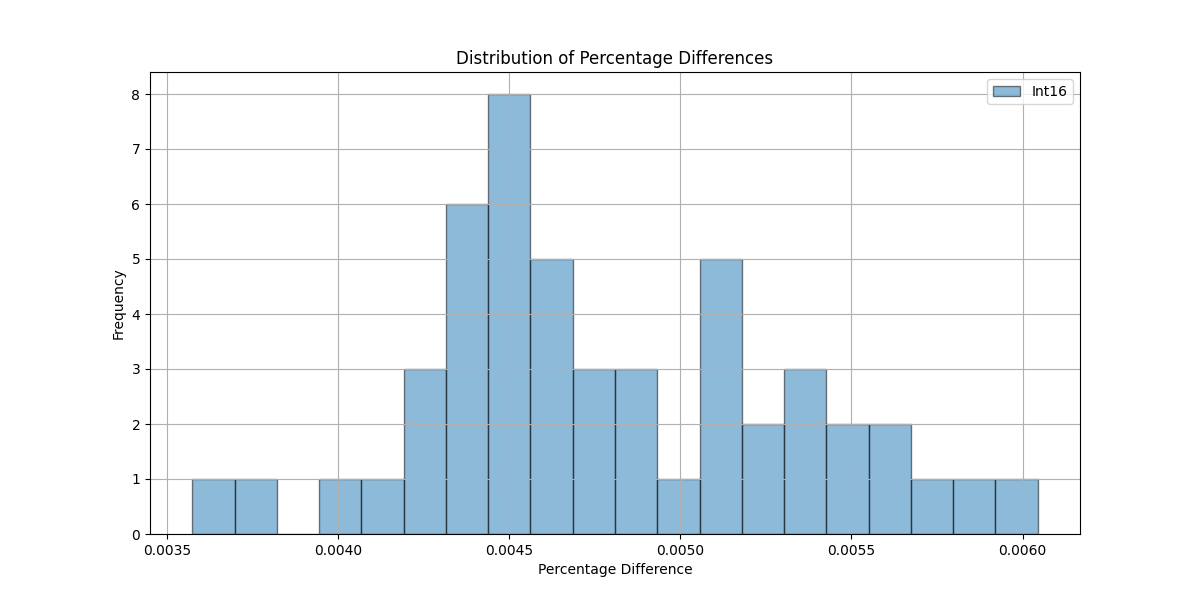 Distribution of Percentage Differences
Int16
Frequency
8
7
6
5
4
3
2
1
0
0.0035 0.0040 0.0045 0.0050 0.0055 0.0060
Percentage Difference